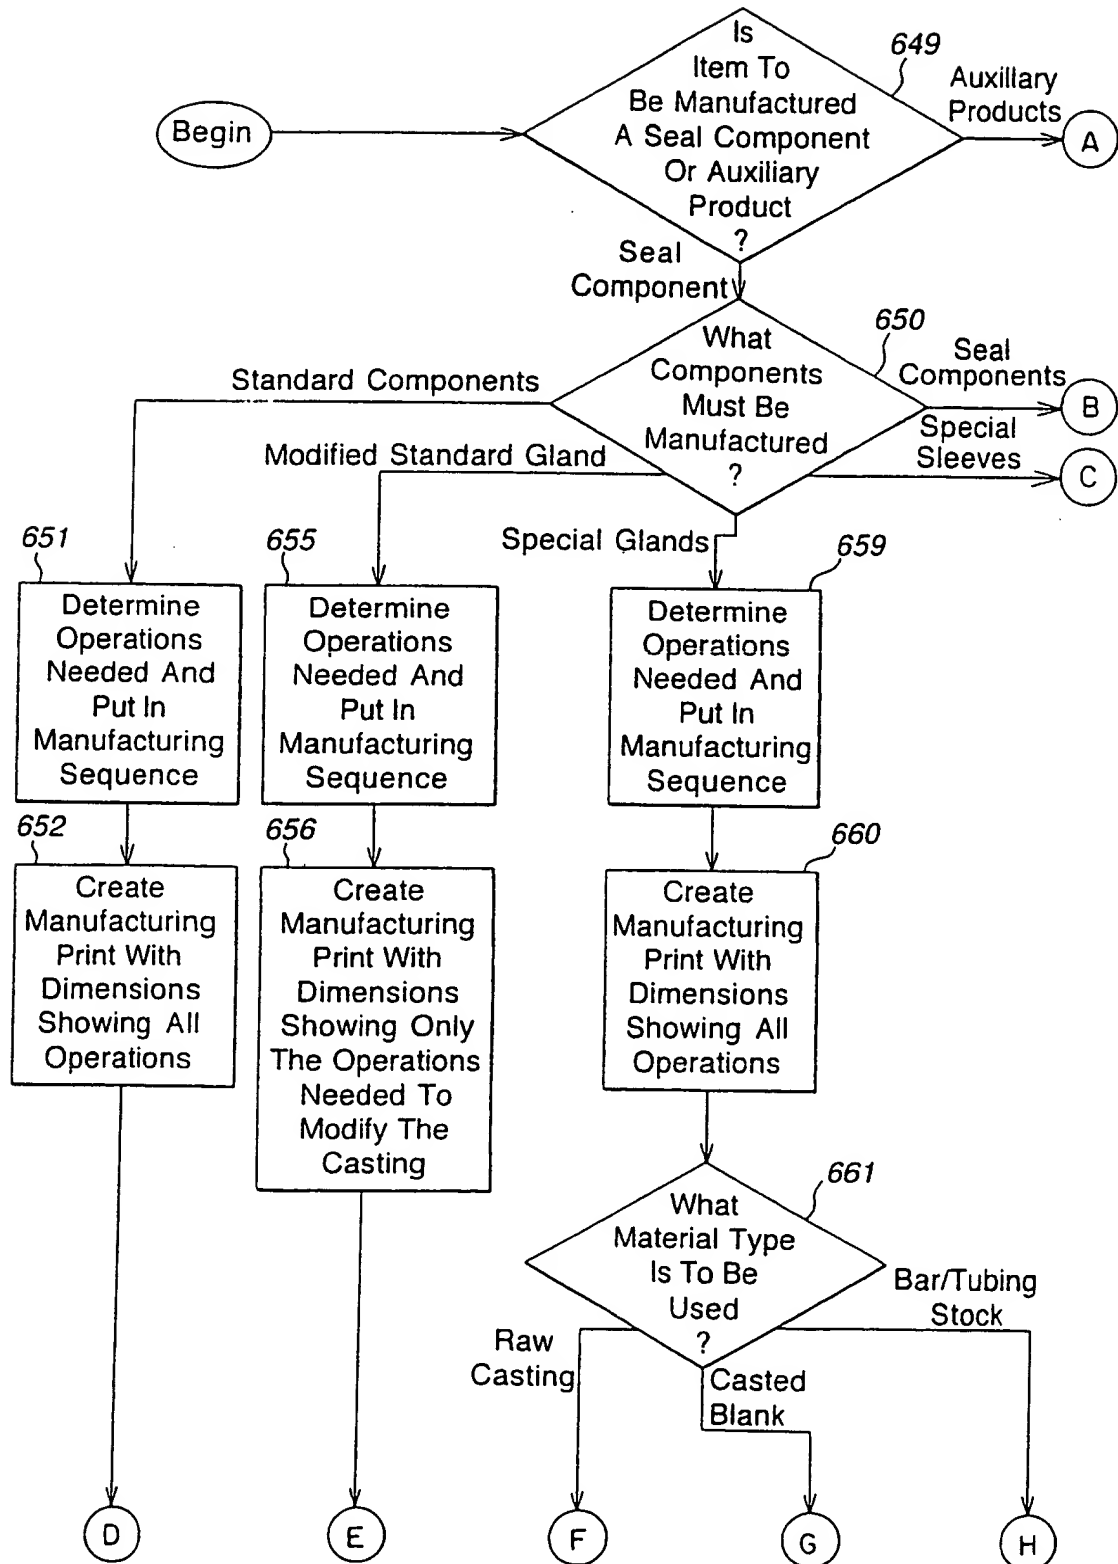 Begin
Is
Item To
Be Manufactured
A Seal Component
Or Auxiliary
Product
?
649
Auxillary
Products
A
Seal
Component
What
Components
Must Be
Manufactured
?
650
Seal
Components
B
Special
Sleeves
C
Standard Components
Modified Standard Gland
Special Glands
651
Determine
Operations
Needed And
Put In
Manufacturing
Sequence
655
Determine
Operations
Needed And
Put In
Manufacturing
Sequence
659
Determine
Operations
Needed And
Put In
Manufacturing
Sequence
652
Create
Manufacturing
Print With
Dimensions
Showing All
Operations
656
Create
Manufacturing
Print With
Dimensions
Showing Only
The Operations
Needed To
Modify The
Casting
660
Create
Manufacturing
Print With
Dimensions
Showing All
Operations
661
What
Material Type
Is To Be
Used
?
Raw
Casting
Casted
Blank
Bar/Tubing
Stock
D
E
F
G
H